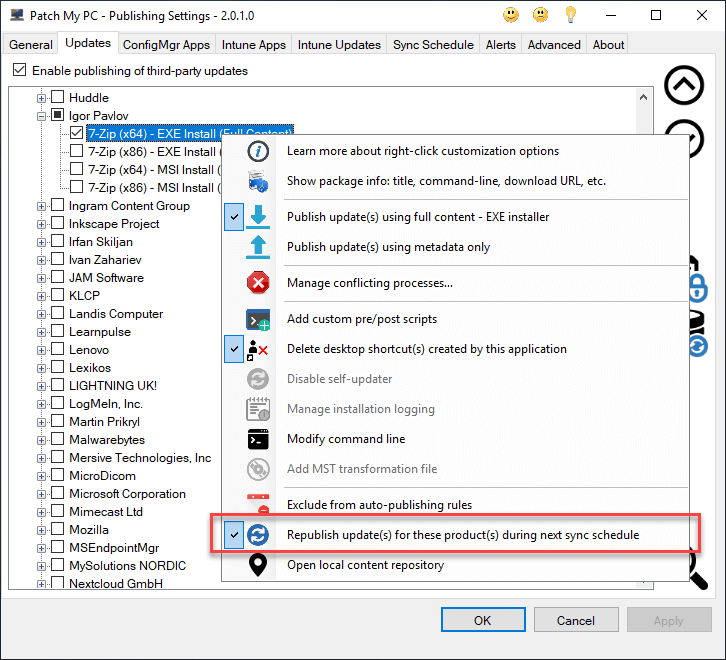 Patch My PC - Publishing Settings - 2.0.1.0
General Updates ConfigMgr Apps Intune Apps Intune Updates Sync Schedule Alerts Advanced About
Enable publishing of third-party updates
Huddle
Igor Pavlov
7-Zip (x64) - EXE Install (Full Content)
7-Zip (x86) - EXE Install (
7-Zip (x64) - MSI Install (
7-Zip (x86) - MSI Install (
Ingram Content Group
Inkscape Project
Irfan Skiljan
Ivan Zahariev
JAM Software
KLCP
Landis Computer
Learnpulse
Lenovo
Lexikos
LIGHTNING UK!
LogMeIn, Inc.
Martin Prikryl
Malwarebytes
Mersive Technologies, Inc
MicroDicom
Microsoft Corporation
Mimecast Ltd
Mozilla
MSEndpointMgr
MySolutions NORDIC
Nextcloud GmbH
Learn more about right-click customization options
Show package info: title, command-line, download URL, etc.
Publish update(s) using full content - EXE installer
Publish update(s) using metadata only
Manage conflicting processes...
Add custom pre/post scripts
Delete desktop shortcut(s) created by this application
Disable self-updater
Manage installation logging
Modify command line
Add MST transformation file
Exclude from auto-publishing rules
Republish update(s) for these product(s) during next sync schedule
Open local content repository
OK Cancel Apply